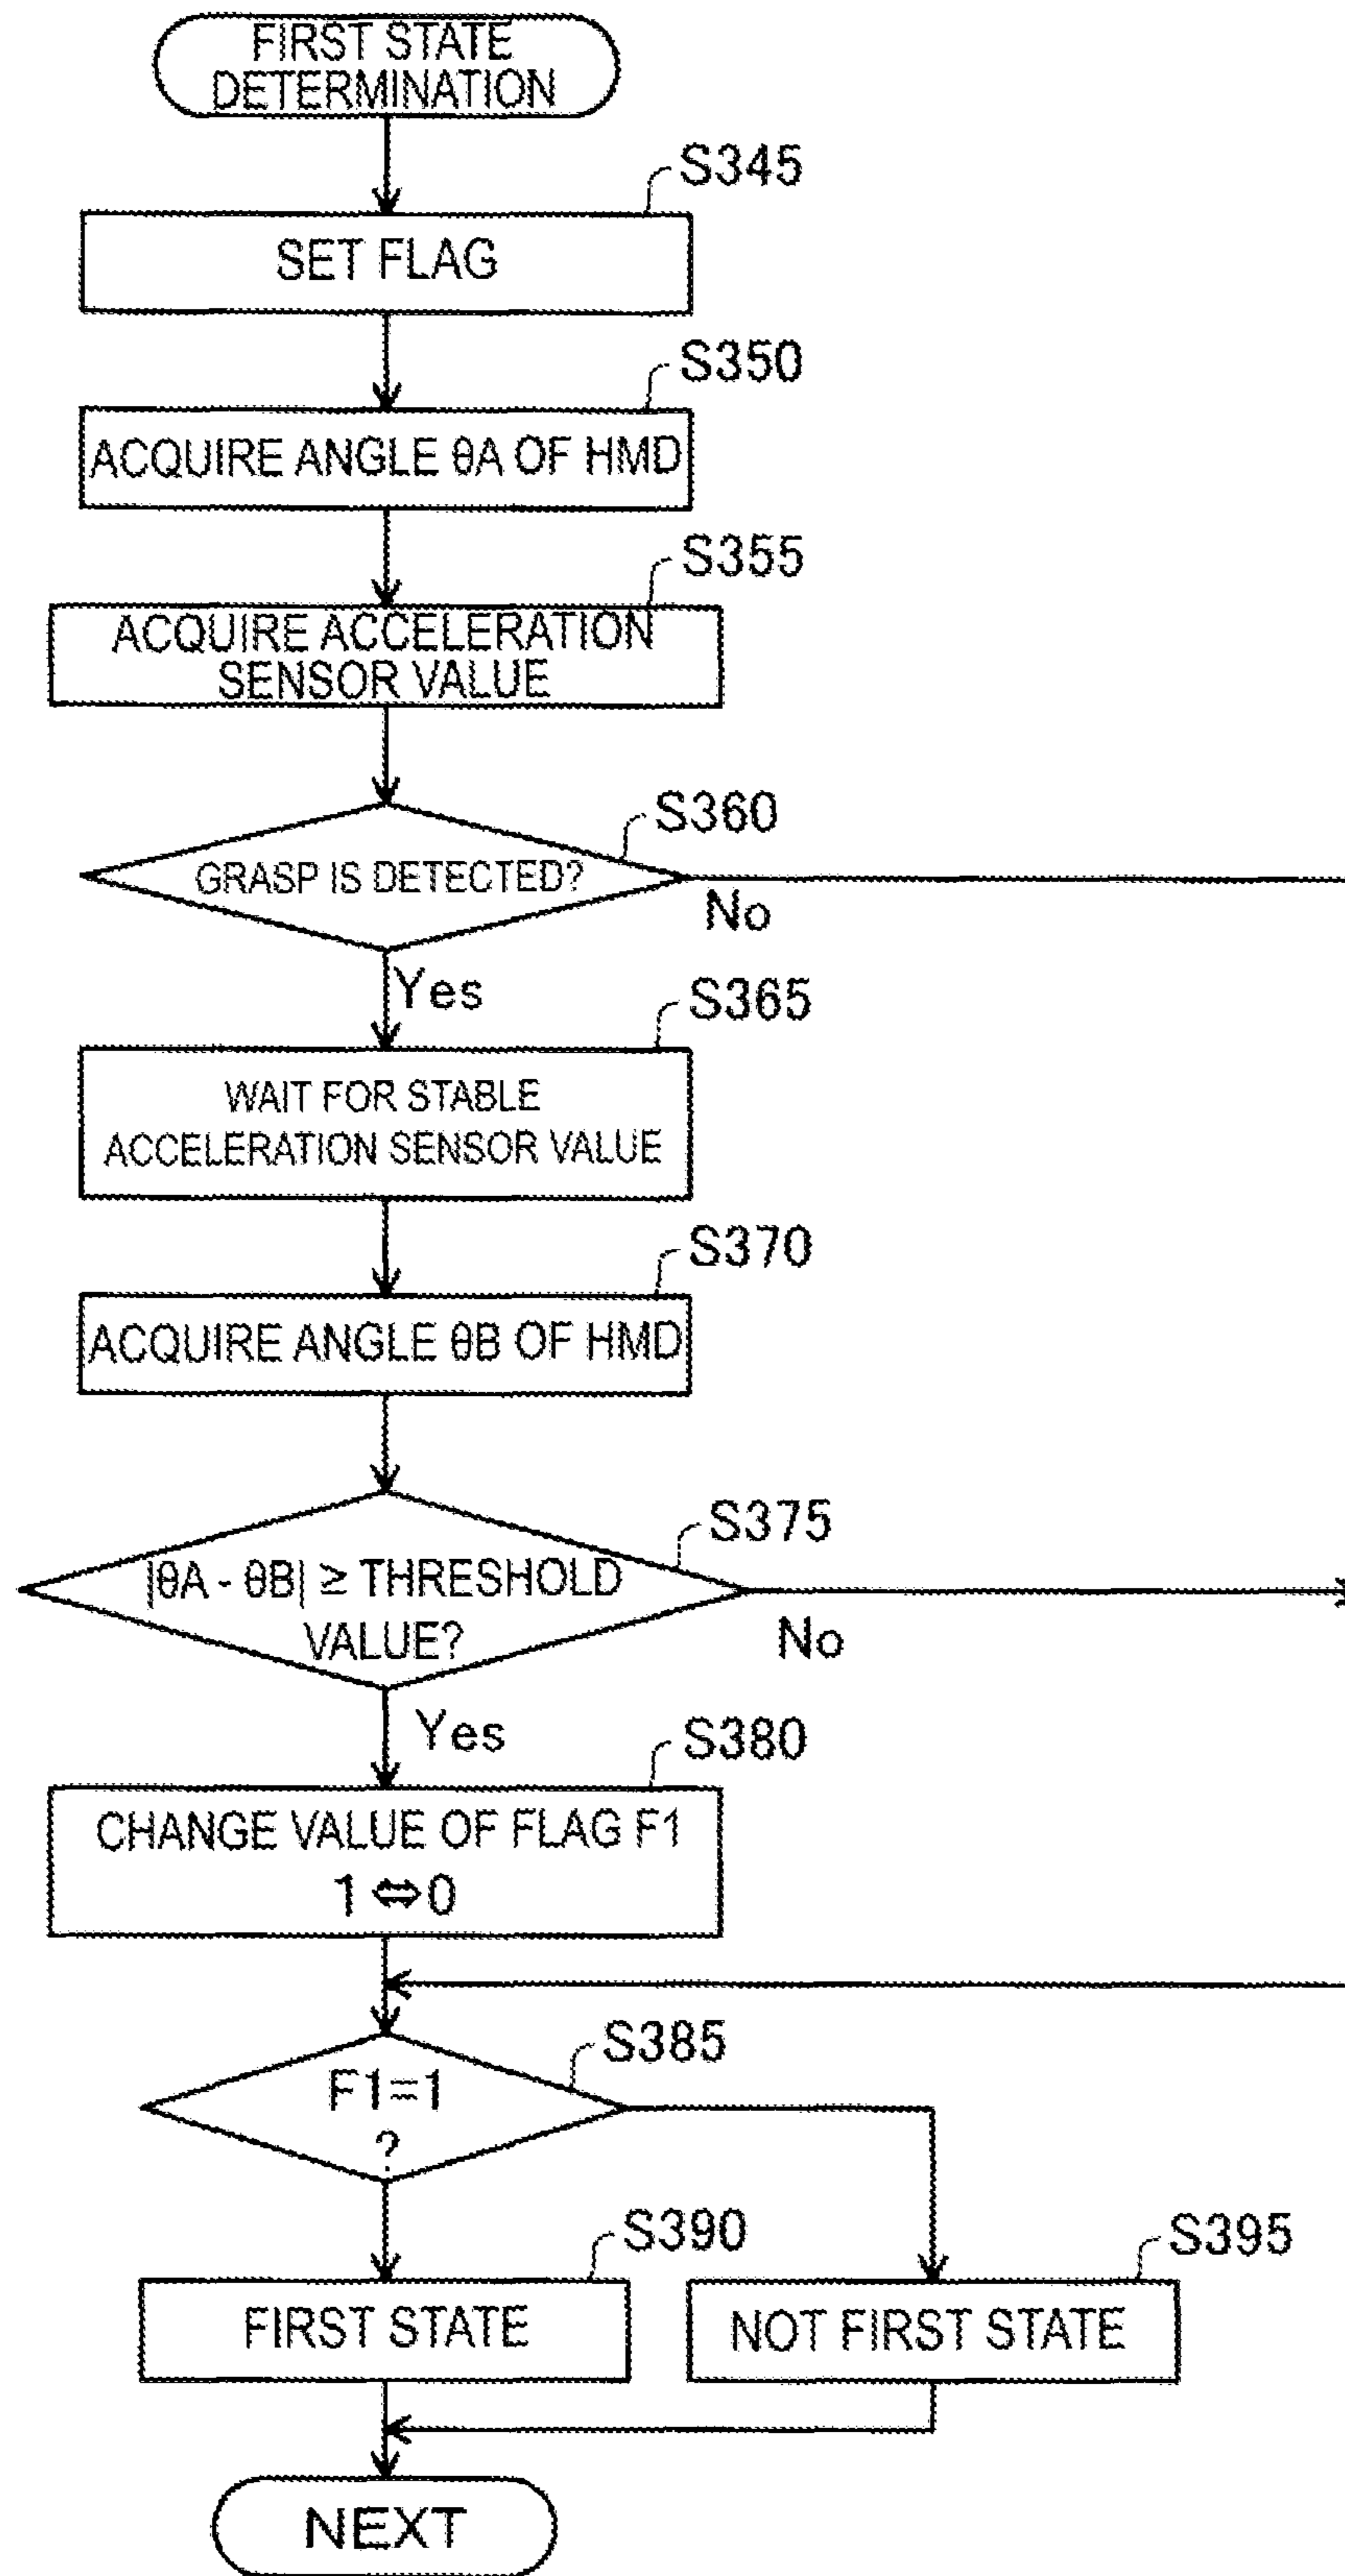 FIRST STATE
DETERMINATION
S345
SET FLAG
S350
ACQUIRE ANGLE θA OF HMD
S355
ACQUIRE ACCELERATION
SENSOR VALUE
S360
GRASP IS DETECTED?
No
Yes
S365
WAIT FOR STABLE
ACCELERATION SENSOR VALUE
S370
ACQUIRE ANGLE θB OF HMD
S375
|θA - θB| ≥ THRESHOLD
VALUE?
No
Yes
S380
CHANGE VALUE OF FLAG F1
1⇔0
S385
F1=1
?
S390
S395
FIRST STATE
NOT FIRST STATE
NEXT